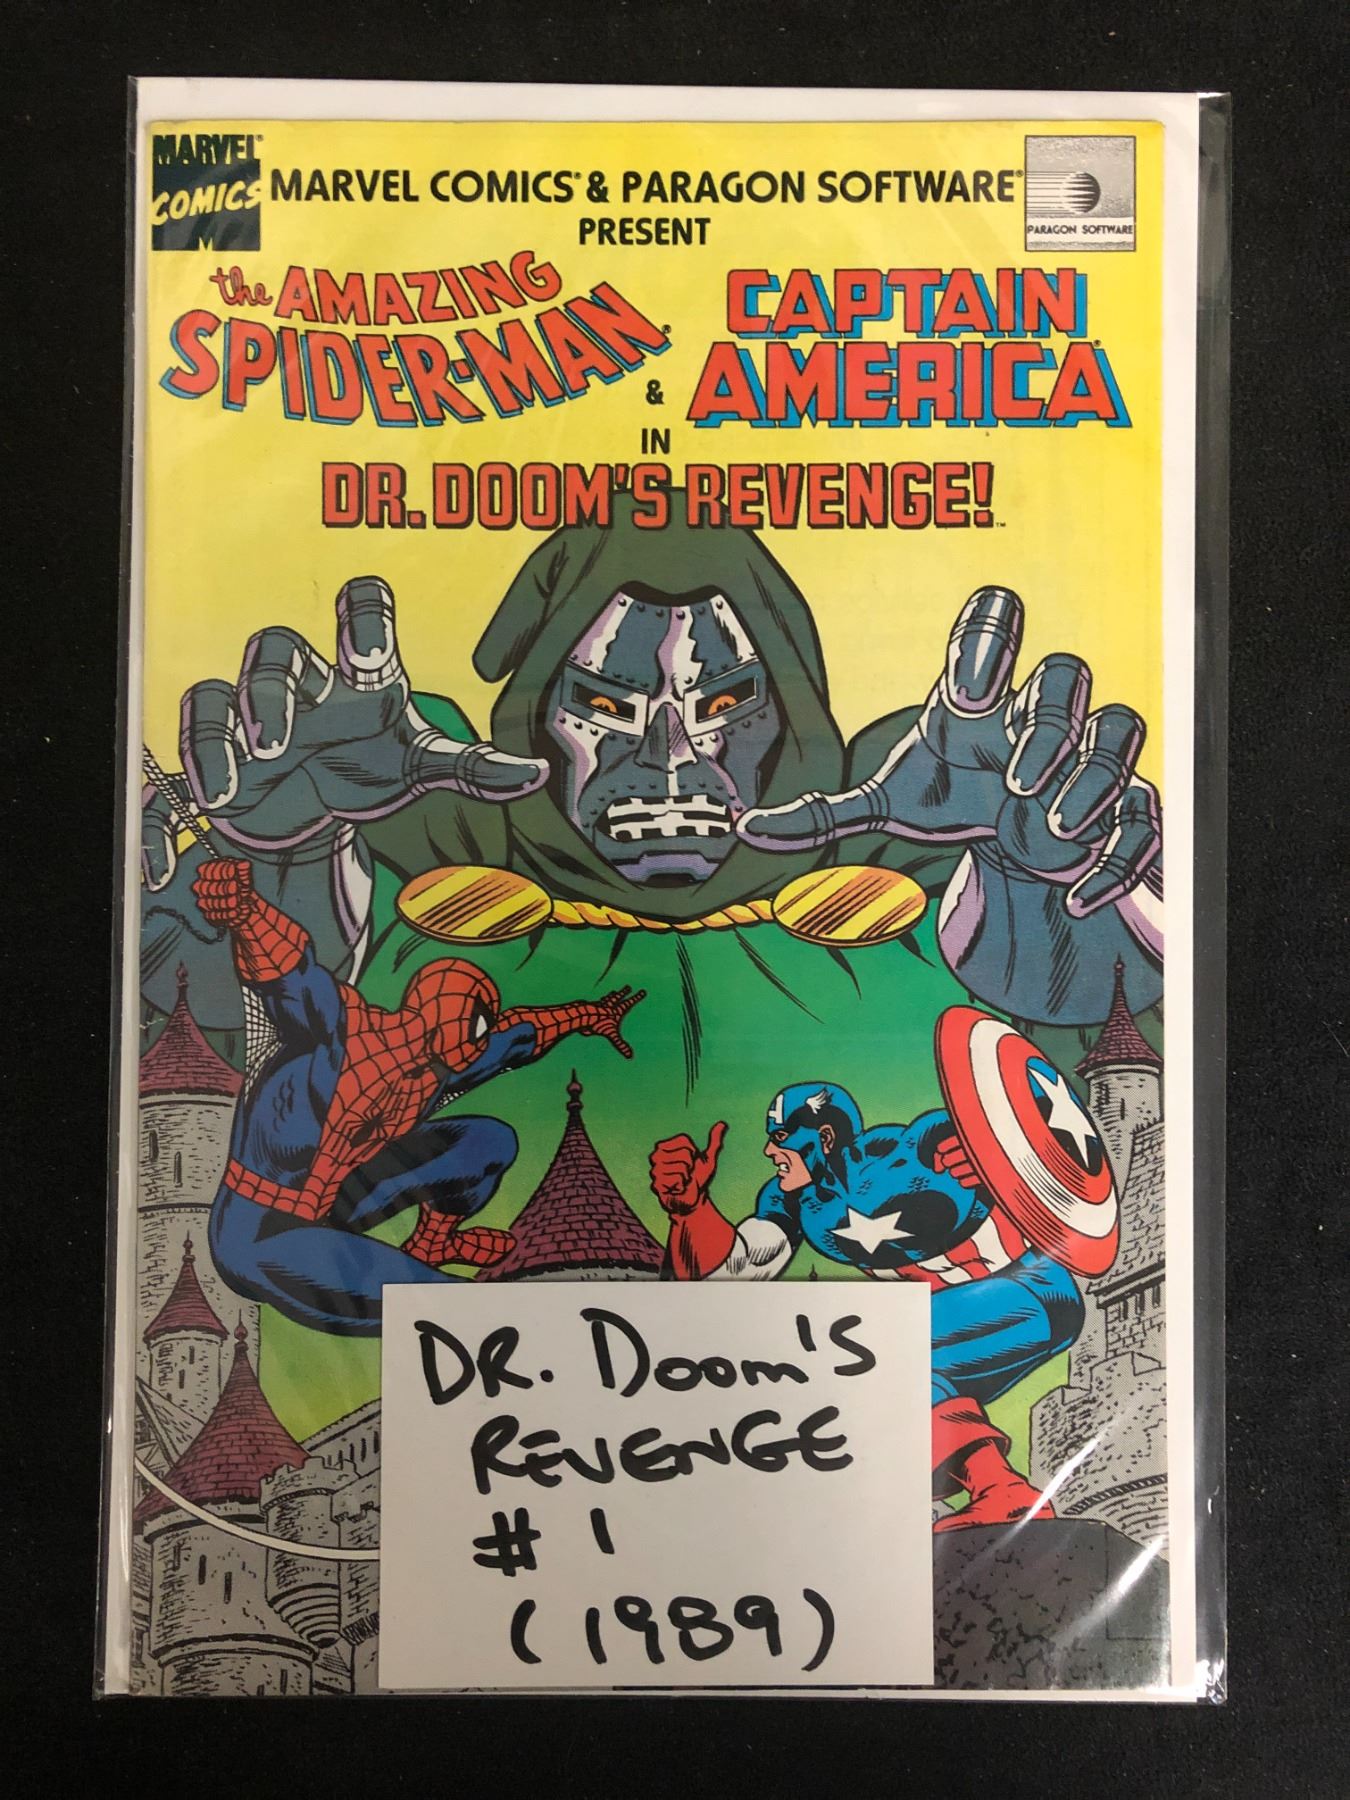 MARVEL®
COMICS
M
MARVEL COMICS® & PARAGON SOFTWARE®
PRESENT
PARAGON SOFTWARE
the AMAZING
SPIDER-MAN®
&
CAPTAIN
AMERICA®
IN
DR. DOOM'S REVENGE!™
DR. DOOM'S
REVENGE
# 1
(1989)